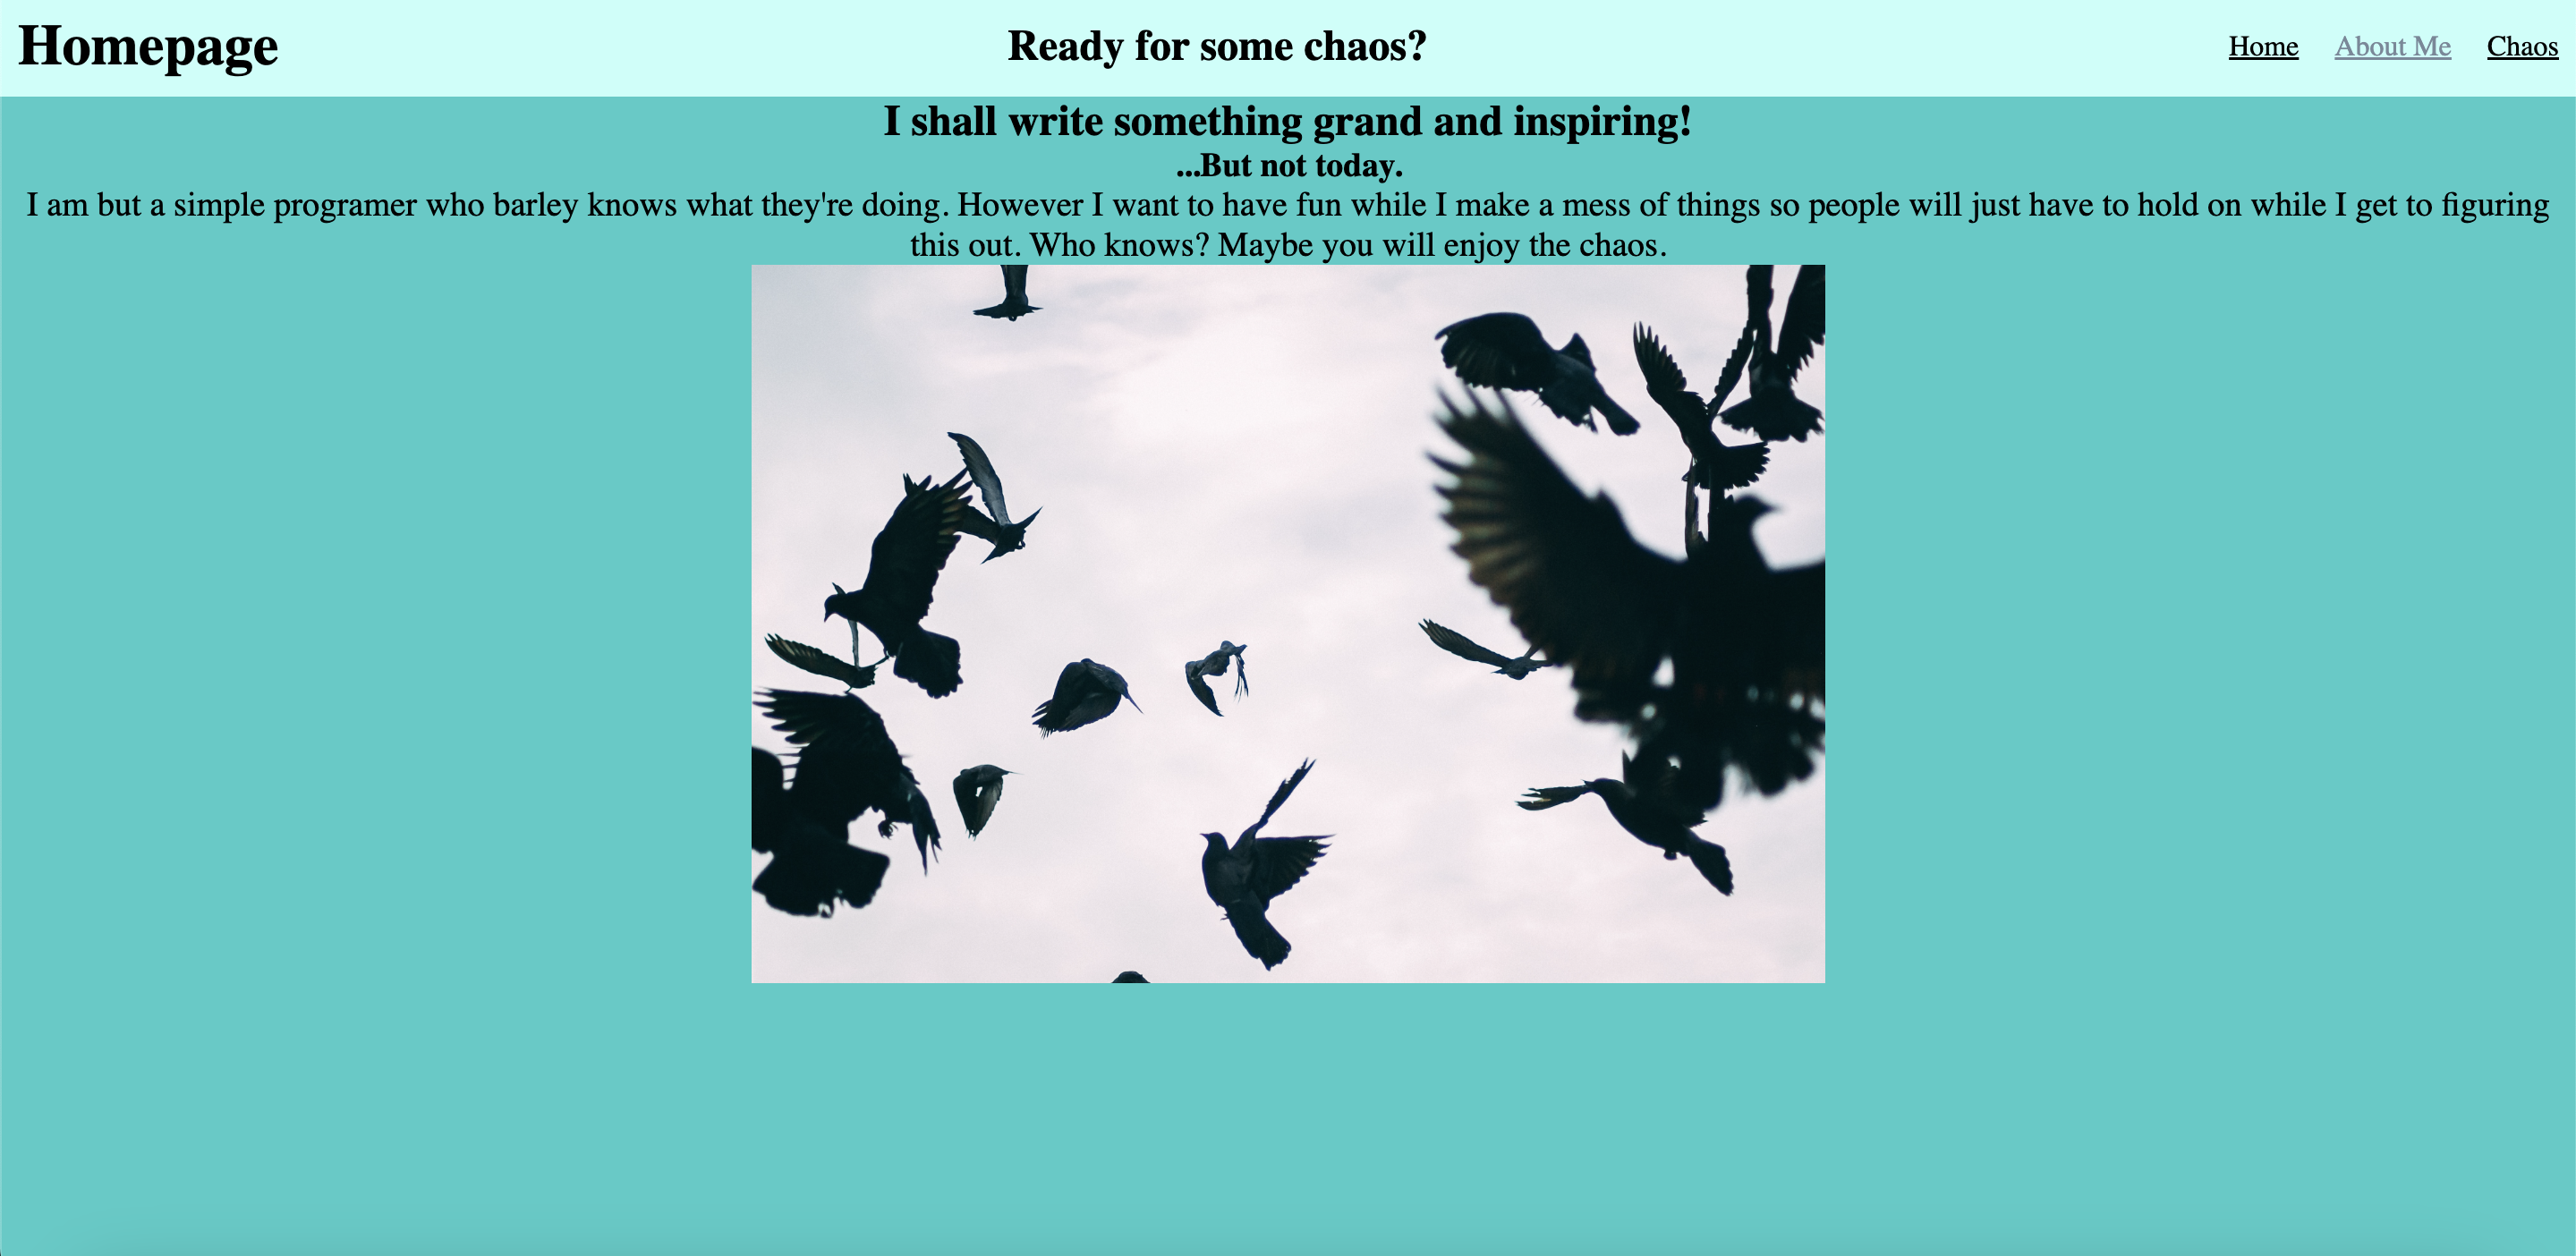 Homepage
Ready for some chaos?
Home About Me Chaos
I shall write something grand and inspiring!
...But not today.
I am but a simple programer who barley knows what they're doing. However I want to have fun while I make a mess of things so people will just have to hold on while I get to figuring
this out. Who knows? Maybe you will enjoy the chaos.